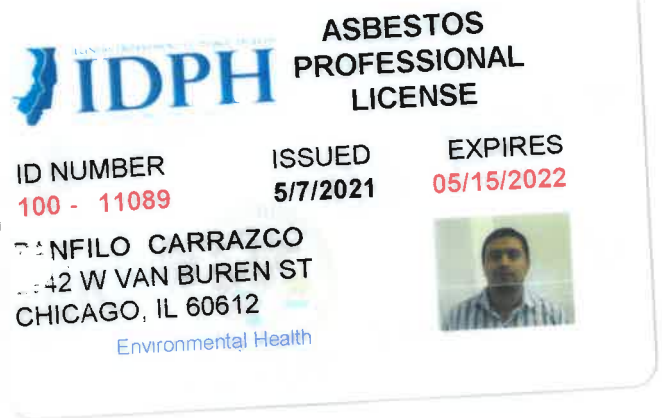 IDPH
ASBESTOS
PROFESSIONAL
LICENSE
ID NUMBER
100 - 11089
ISSUED
5/7/2021
EXPIRES
05/15/2022
CARRAZCO
W VAN BUREN ST
CHICAGO, IL 60612
Environmental Health